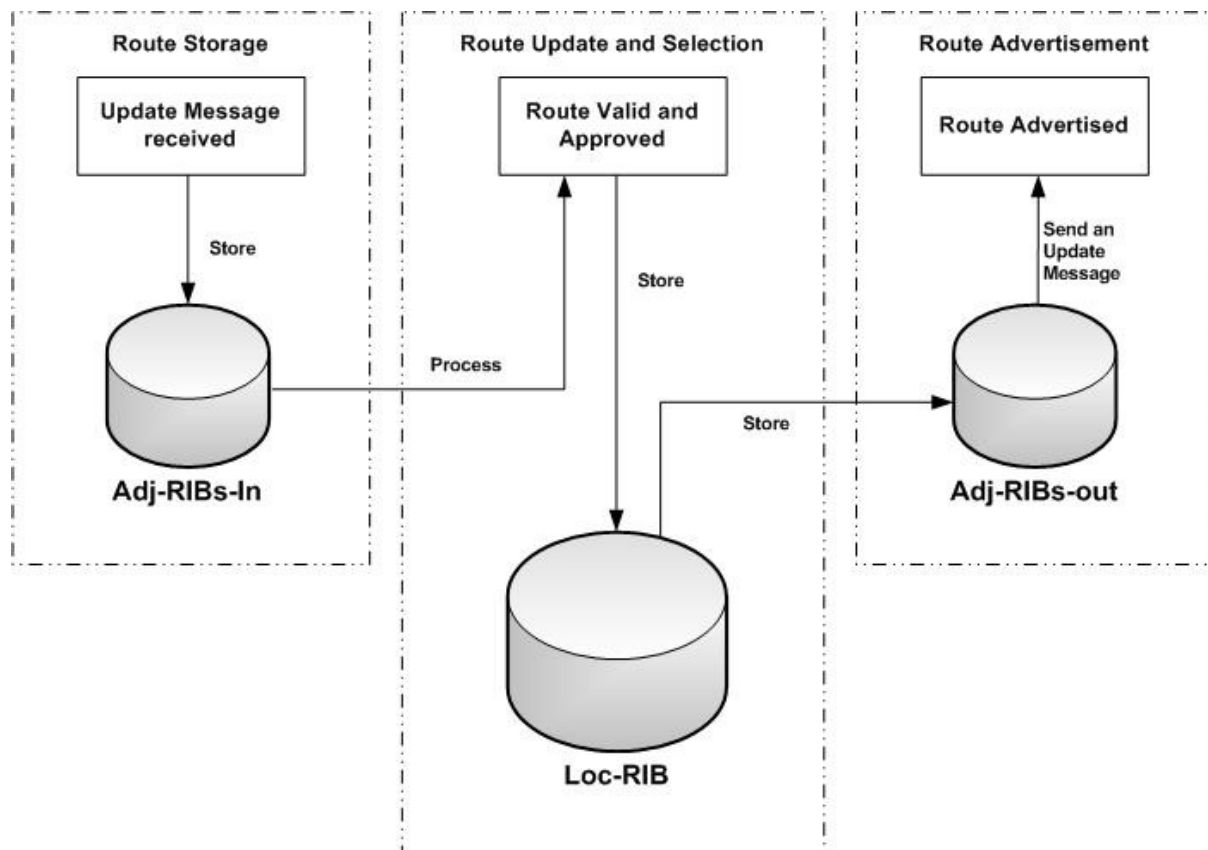 Route Storage
Update Message
received
Store
Adj-RIBs-In
Process
Route Update and Selection
Route Valid and
Approved
Store
Loc-RIB
Store
Route Advertisement
Route Advertised
Send an
Update
Message
Adj-RIBs-out